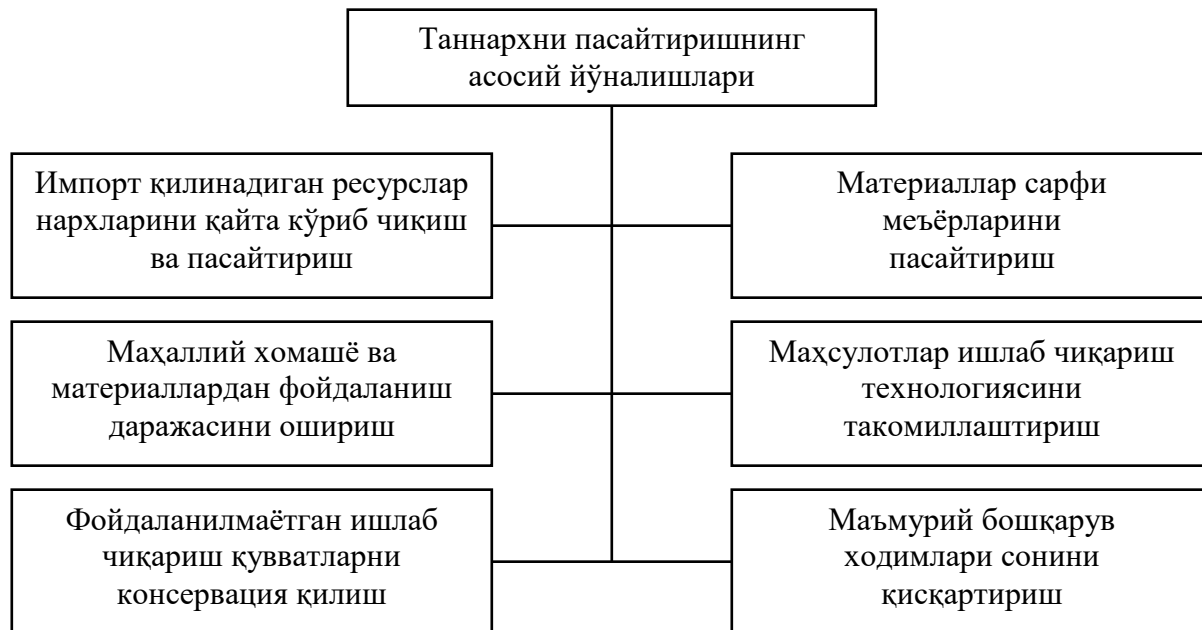 Таннархни пасайтиришнинг
асосий йўналишлари
Импорт қилинадиган ресурслар
нархларини қайта кўриб чиқиш
ва пасайтириш
Материаллар сарфи
меъёрларини
пасайтириш
Маҳаллий хомашё ва
материаллардан фойдаланиш
даражасини ошириш
Маҳсулотлар ишлаб чиқариш
технологиясини
такомиллаштириш
Фойдаланилмаётган ишлаб
чиқариш қувватларни
консервация қилиш
Маъмурий бошқарув
ходимлари сонини
қисқартириш